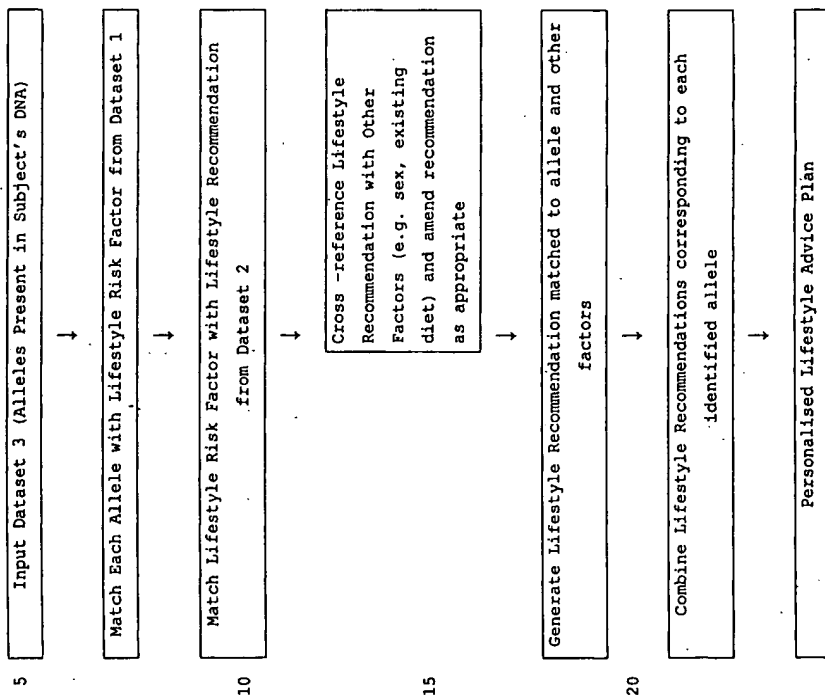 5
Input Dataset 3 (Alleles Present in Subject's DNA)
↓
Match Each Allele with Lifestyle Risk Factor from Dataset 1
↓
10
Match Lifestyle Risk Factor with Lifestyle Recommendation
from Dataset 2
↓
Cross -reference Lifestyle
Recommendation with Other
Factors (e.g. sex, existing
15
diet) and amend recommendation
as appropriate
↓
Generate Lifestyle Recommendation matched to allele and other
factors
↓
20
Combine Lifestyle Recommendations corresponding to each
identified allele
↓
Personalised Lifestyle Advice Plan